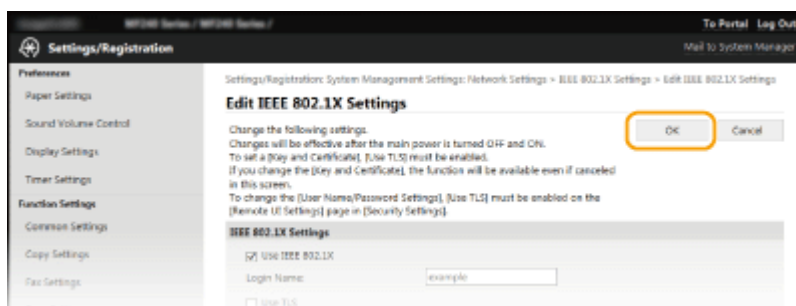 MF240 Series / MF240 Series /
To Portal Log Out
Settings/Registration
Mail to System Manager
Preferences
Paper Settings
Sound Volume Control
Display Settings
Timer Settings
Function Settings
Common Settings
Copy Settings
Fax Settings
Settings/Registration: System Management Settings: Network Settings > IEEE 802.1X Settings > Edit IEEE 802.1X Settings
Edit IEEE 802.1X Settings
Change the following settings.
Changes will be effective after the main power is turned OFF and ON.
To set a [Key and Certificate], [Use TLS] must be enabled.
If you change the [Key and Certificate], the function will be available even if canceled
in this screen.
To change the [User Name/Password Settings], [Use TLS] must be enabled on the
[Remote UI Settings] page in [Security Settings].
OK
Cancel
IEEE 802.1X Settings
Use IEEE 802.1X
Login Name:
example
Use TLS